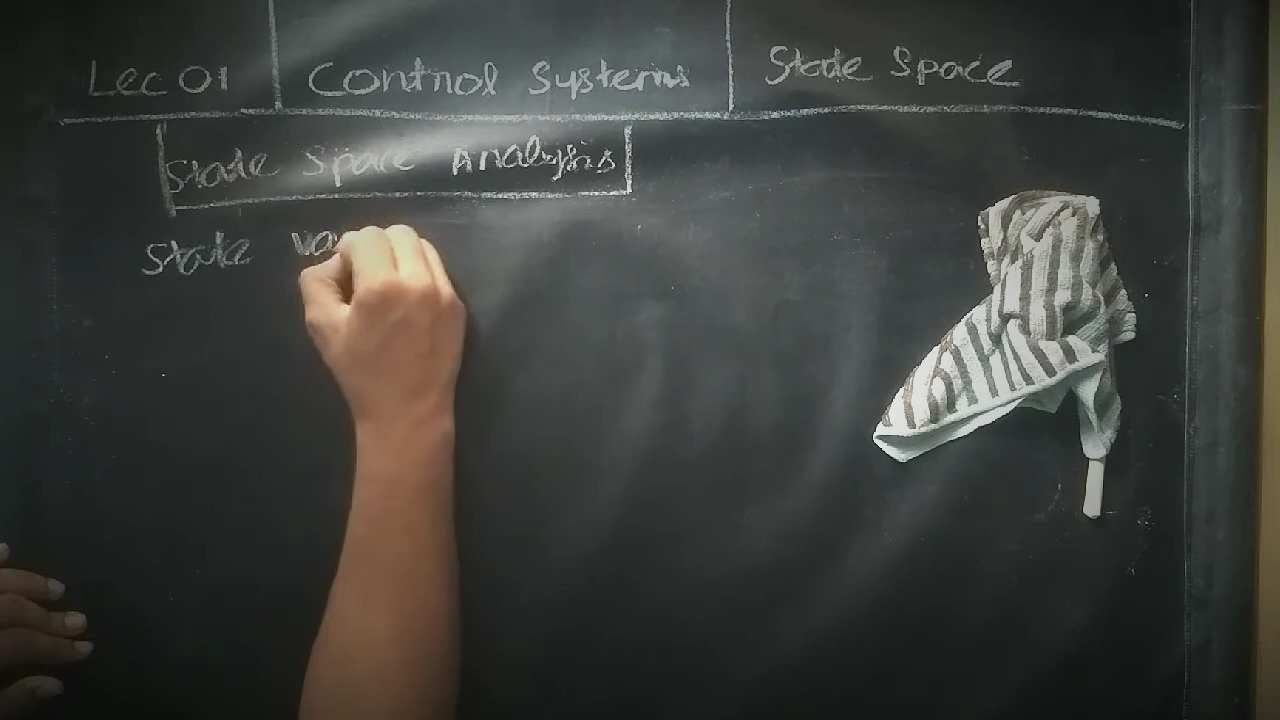 Lec 01 Control Systems State Space
State Space Analysis
State